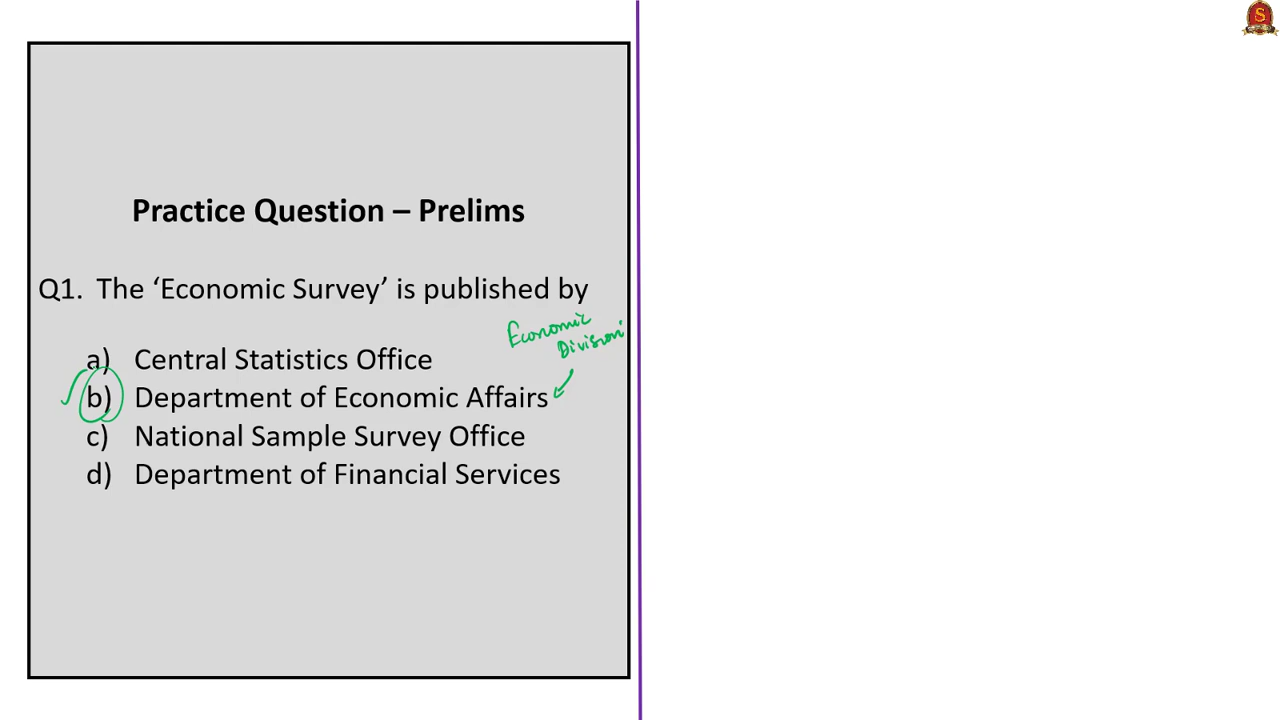 Practice Question – Prelims
Q1. The ‘Economic Survey’ is published by
Economic
Division
a) Central Statistics Office
b) Department of Economic Affairs
c) National Sample Survey Office
d) Department of Financial Services
S